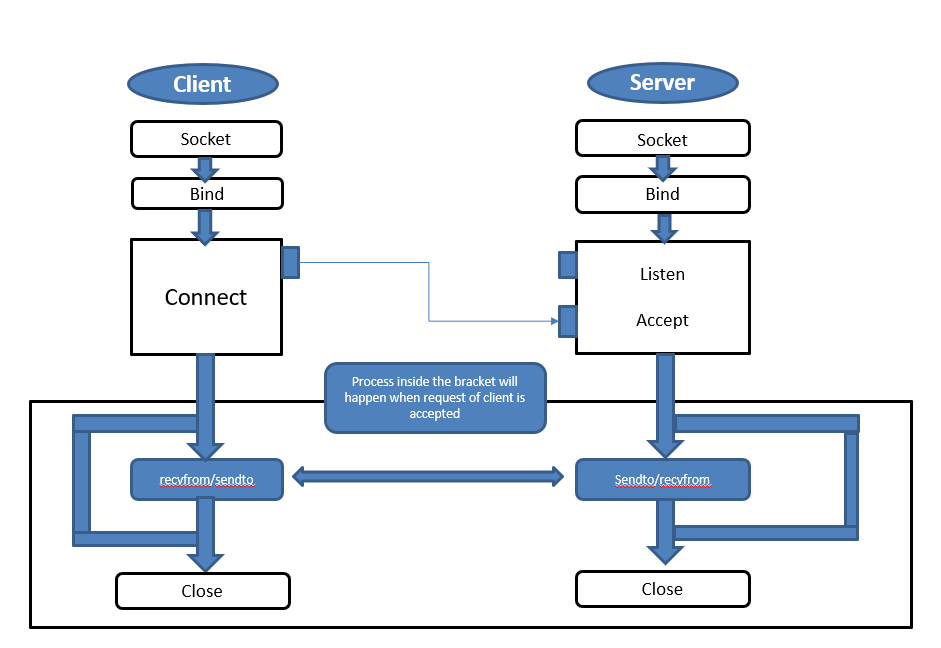 Client
Server
Socket
Socket
Bind
Bind
Connect
Listen
Accept
Process inside the bracket will
happen when request of client is
accepted
recvfrom/sendto
Sendto/recvfrom
Close
Close